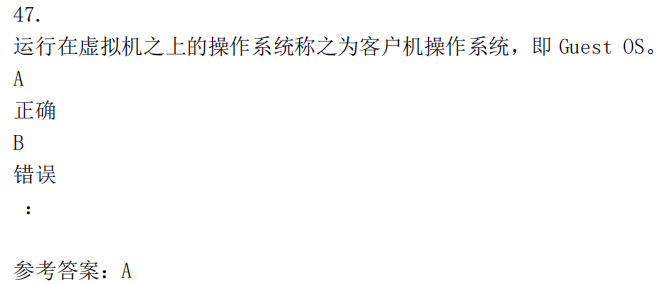 47.
运行在虚拟机之上的操作系统称之为客户机操作系统，即 Guest OS。
A
正确
B
错误
：
参考答案：A